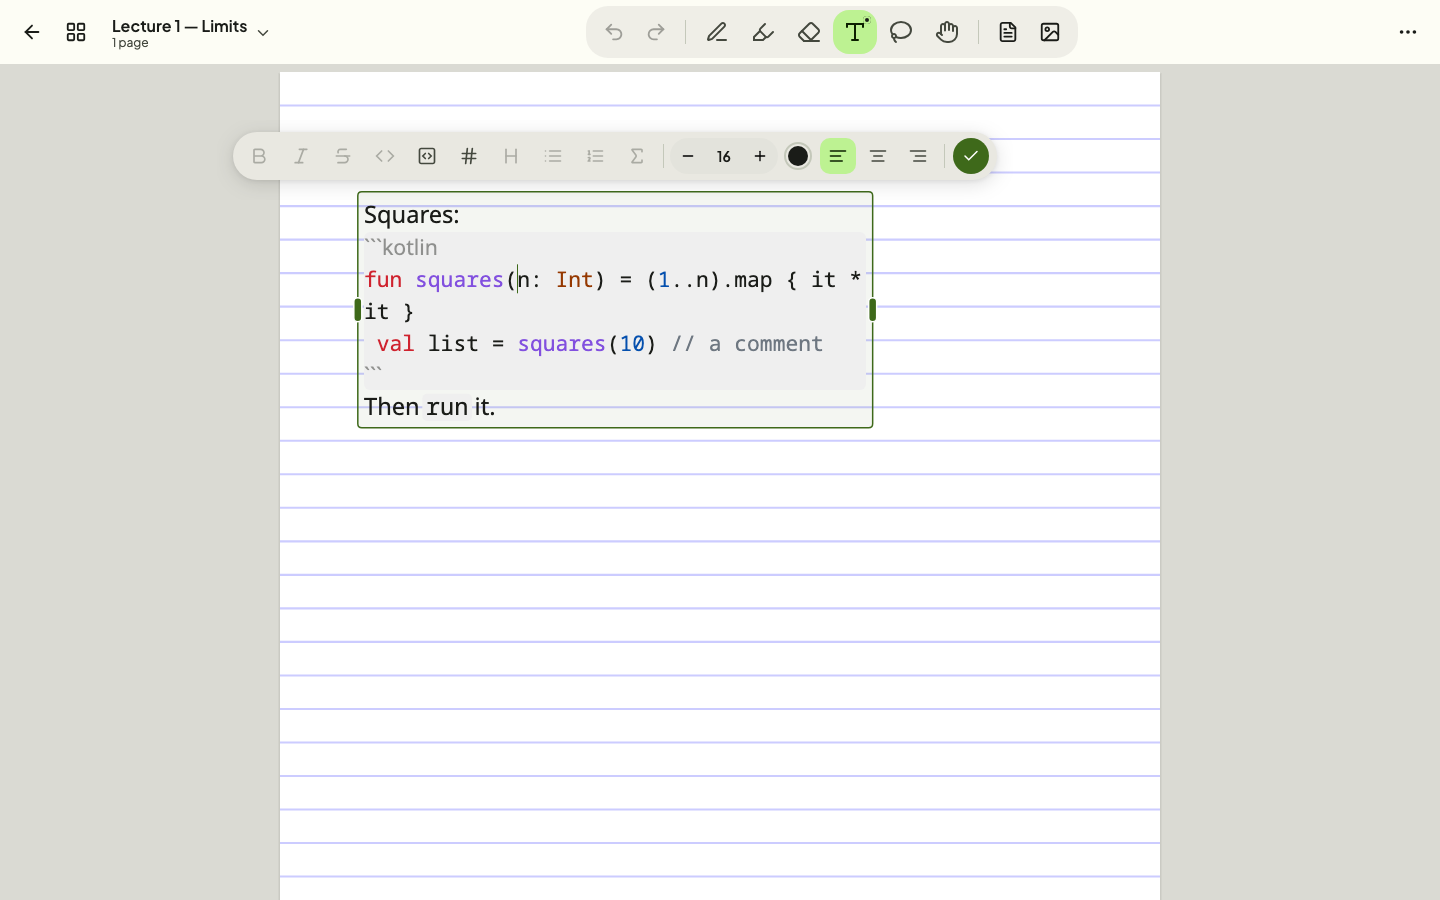 Lecture 1 — Limits
1 page
16
Squares:
```kotlin
fun squares(n: Int) = (1..n).map { it *
it }
 val list = squares(10) // a comment
```
Then run it.